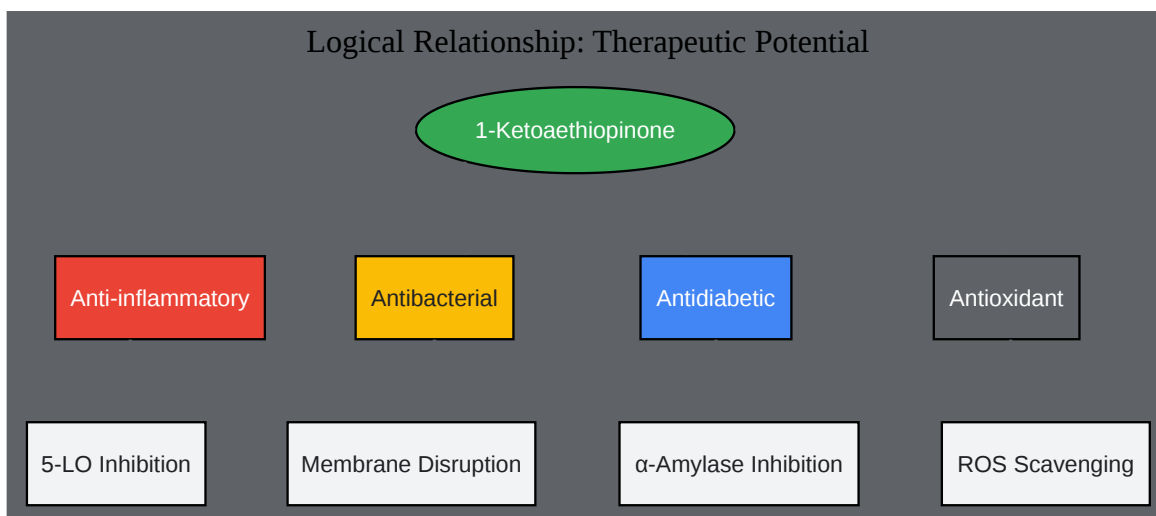 Logical Relationship: Therapeutic Potential
1-Ketoaethiopinone
Anti-inflammatory
Antibacterial
Antidiabetic
Antioxidant
5-LO Inhibition
Membrane Disruption
α-Amylase Inhibition
ROS Scavenging